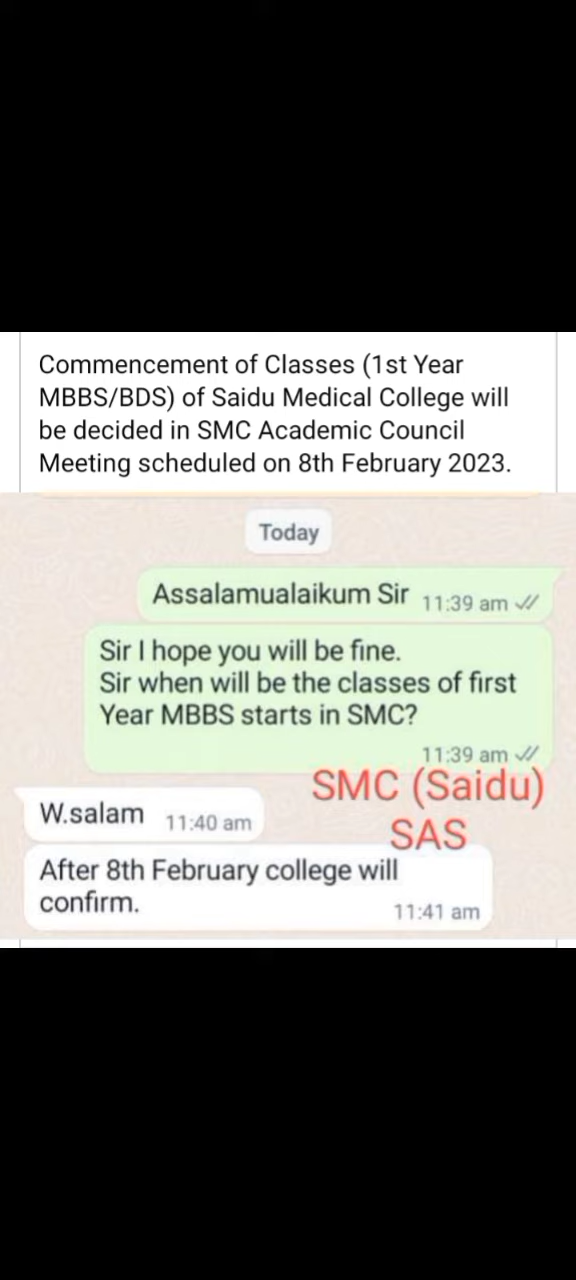 Commencement of Classes (1st Year
MBBS/BDS) of Saidu Medical College will
be decided in SMC Academic Council
Meeting scheduled on 8th February 2023.
Today
Assalamualaikum Sir 11:39 am
Sir I hope you will be fine.
Sir when will be the classes of first
Year MBBS starts in SMC?
11:39 am
SMC (Saidu)
SAS
W.salam 11:40 am
After 8th February college will
confirm.
11:41 am